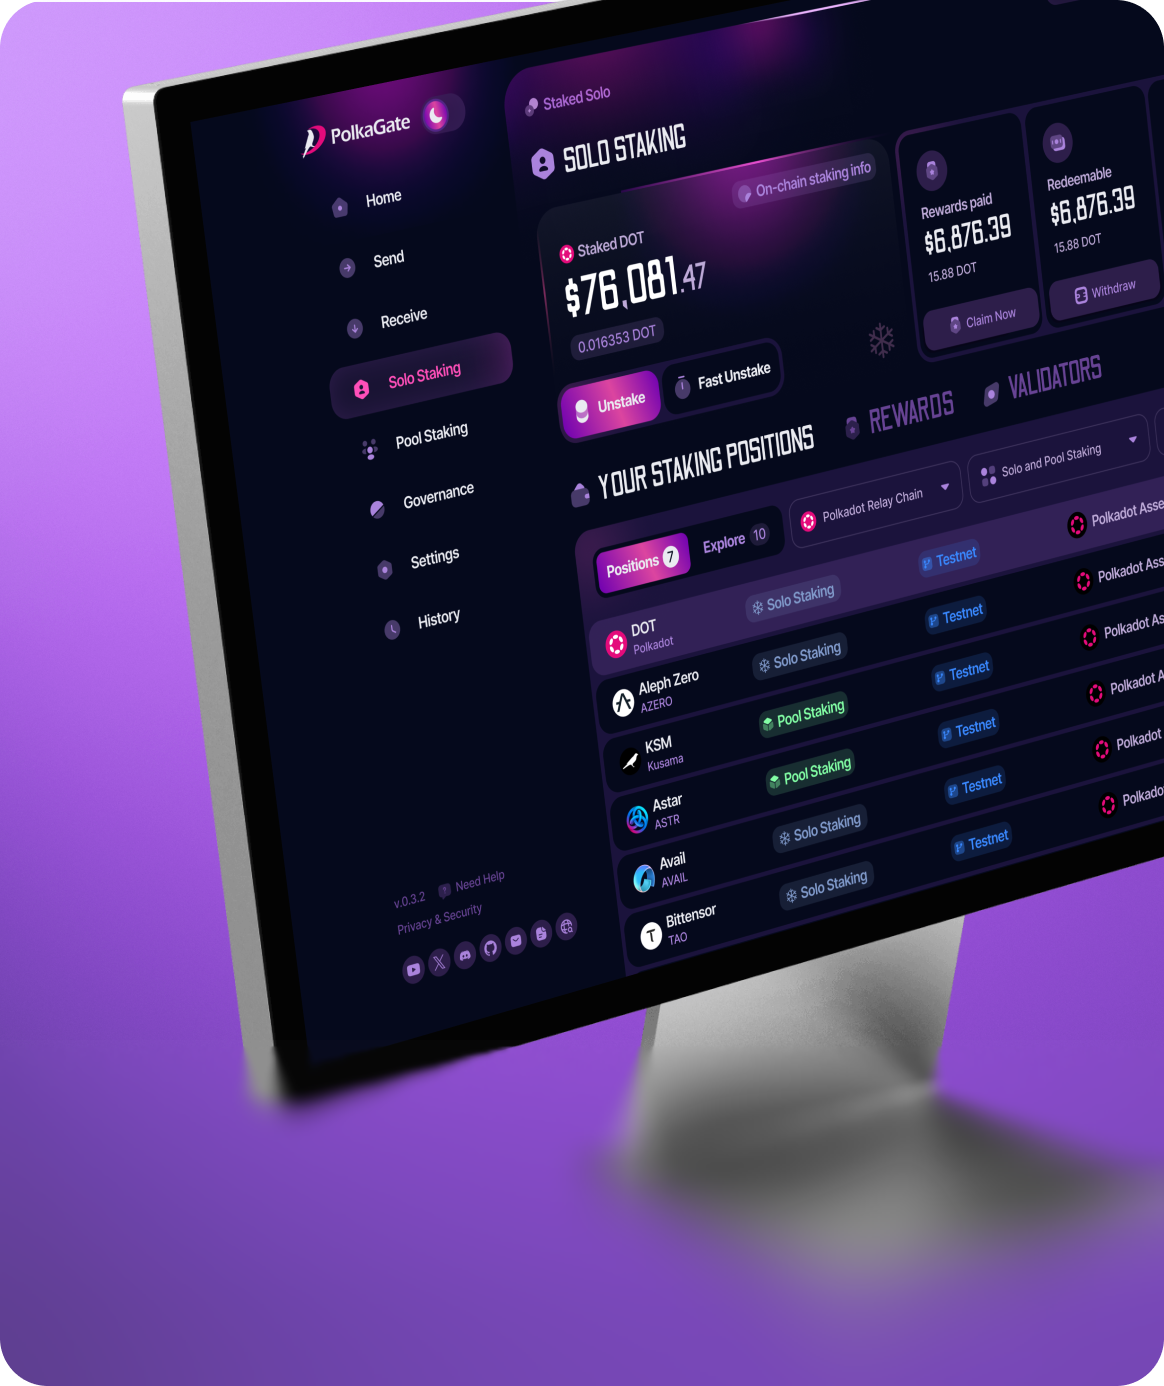 PolkaGate
Home
Send
Receive
Solo Staking
Pool Staking
Governance
Settings
History
v.0.3.2 Need Help
Privacy & Security
Staked Solo
SOLO STAKING
On-chain staking info
Staked DOT
$76,081.47
0.016353 DOT
Unstake
Fast Unstake
Rewards paid
$6,876.39
15.88 DOT
Claim Now
Redeemable
$6,876.39
15.88 DOT
Withdraw
YOUR STAKING POSITIONS
REWARDS
VALIDATORS
Positions 7
Explore 10
Polkadot Relay Chain
Solo and Pool Staking
DOT
Polkadot
Solo Staking
Testnet
Polkadot Asse
Aleph Zero
AZERO
Solo Staking
Testnet
Polkadot Ass
KSM
Kusama
Pool Staking
Testnet
Polkadot As
Astar
ASTR
Pool Staking
Testnet
Polkadot A
Avail
AVAIL
Solo Staking
Testnet
Polkadot
Bittensor
TAO
Solo Staking
Testnet
Polkado